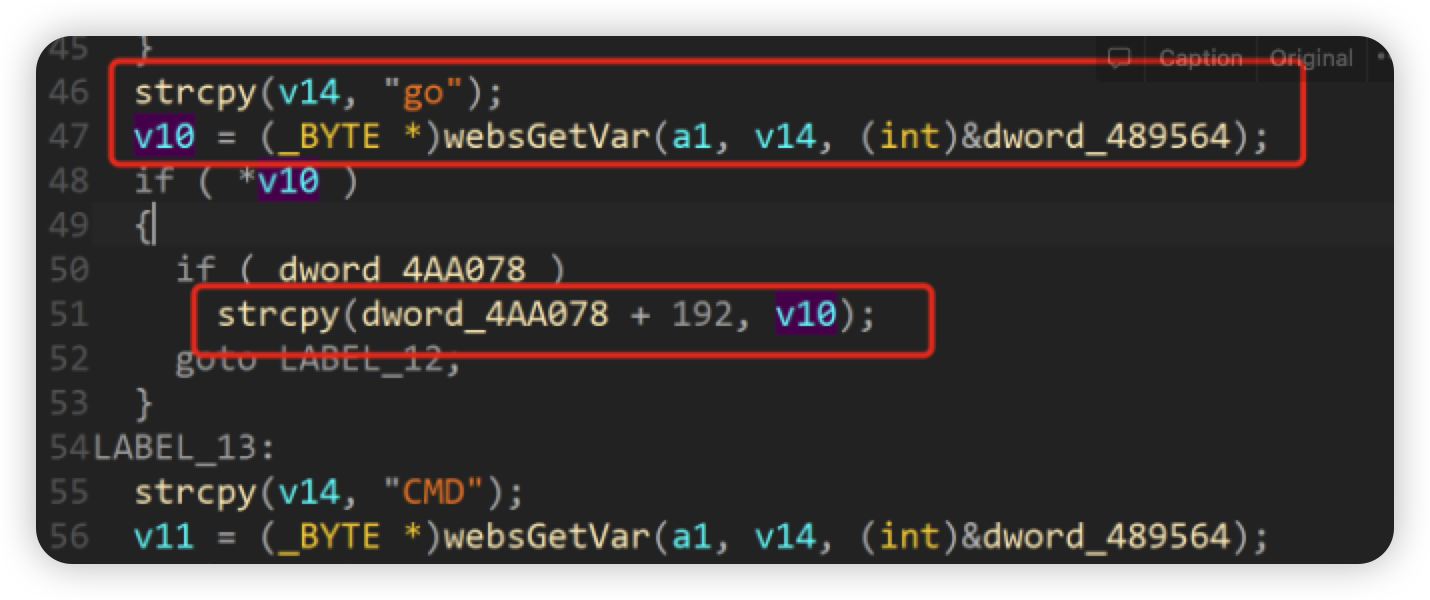 Caption Original
45 }
46 strcpy(v14, "go");
47 v10 = (_BYTE *)websGetVar(a1, v14, (int)&dword_489564);
48 if ( *v10 )
49 {
50 if ( dword_4AA078 )
51 strcpy(dword_4AA078 + 192, v10);
52 goto LABEL_12;
53 }
54 LABEL_13:
55 strcpy(v14, "CMD");
56 v11 = (_BYTE *)websGetVar(a1, v14, (int)&dword_489564);